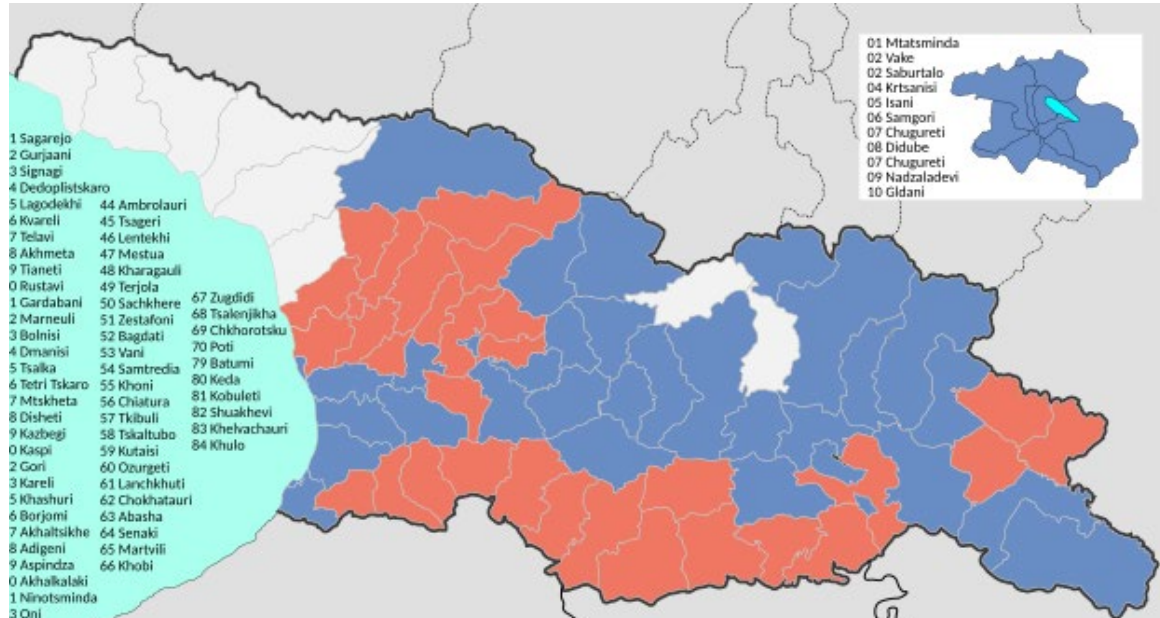 1 Sagarejo
2 Gurjaani
3 Signagi
4 Dedoplistskaro
5 Lagodekhi
6 Kvareli
7 Telavi
8 Akhmeta
9 Tianeti
0 Rustavi
1 Gardabani
2 Marneuli
3 Bolnisi
4 Dmanisi
5 Tsalka
6 Tetri Tskaro
7 Mtskheta
8 Disheti
9 Kazbegi
0 Kaspi
2 Gori
3 Kareli
5 Khashuri
6 Borjomi
7 Akhaltsikhe
8 Adigeni
9 Aspindza
0 Akhalkalaki
1 Ninotsminda
3 Oni
44 Ambrolauri
45 Tsageri
46 Lentekhi
47 Mestua
48 Kharagauli
49 Terjola
50 Sachkhere
51 Zestafoni
52 Bagdati
53 Vani
54 Samtredia
55 Khoni
56 Chiatura
57 Tkibuli
58 Tskaltubo
59 Kutaisi
60 Ozurgeti
61 Lanchkhuti
62 Chokhatauri
63 Abasha
64 Senaki
65 Martvili
66 Khobi
67 Zugdidi
68 Tsalenjikha
69 Chkhorotsku
70 Poti
79 Batumi
80 Keda
81 Kobuleti
82 Shuakhevi
83 Khelvachauri
84 Khulo
01 Mtatsminda
02 Vake
02 Saburtalo
04 Krtsanisi
05 Isani
06 Samgori
07 Chugureti
08 Didube
07 Chugureti
09 Nadzaladevi
10 Gldani